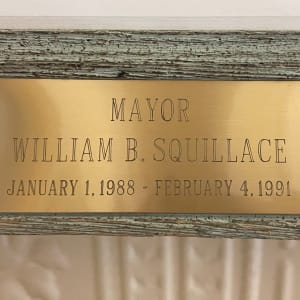 MAYOR
WILLIAM B. SQUILLACE
JANUARY 1, 1988 - FEBRUARY 4, 1991